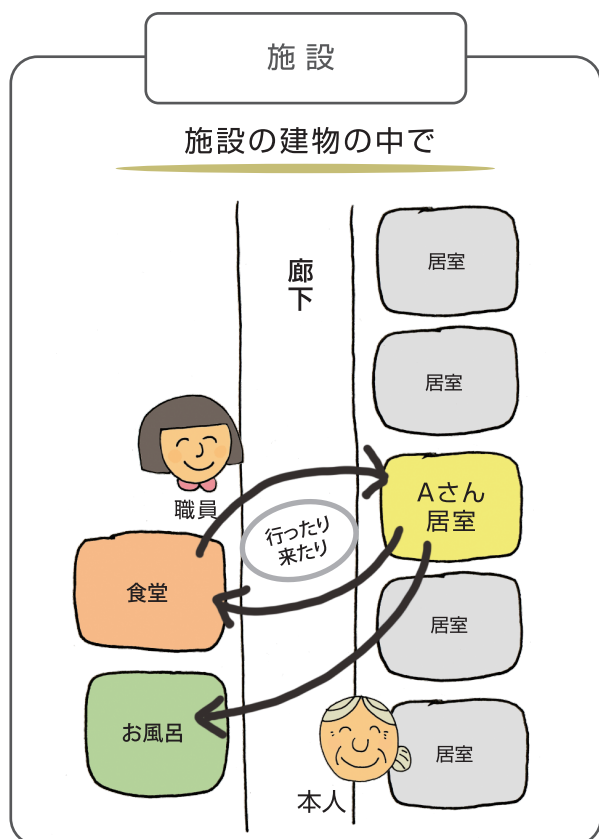 施設
施設の建物の中で
廊下
居室
居室
職員
Aさん
居室
行ったり
来たり
食堂
居室
お風呂
居室
本人